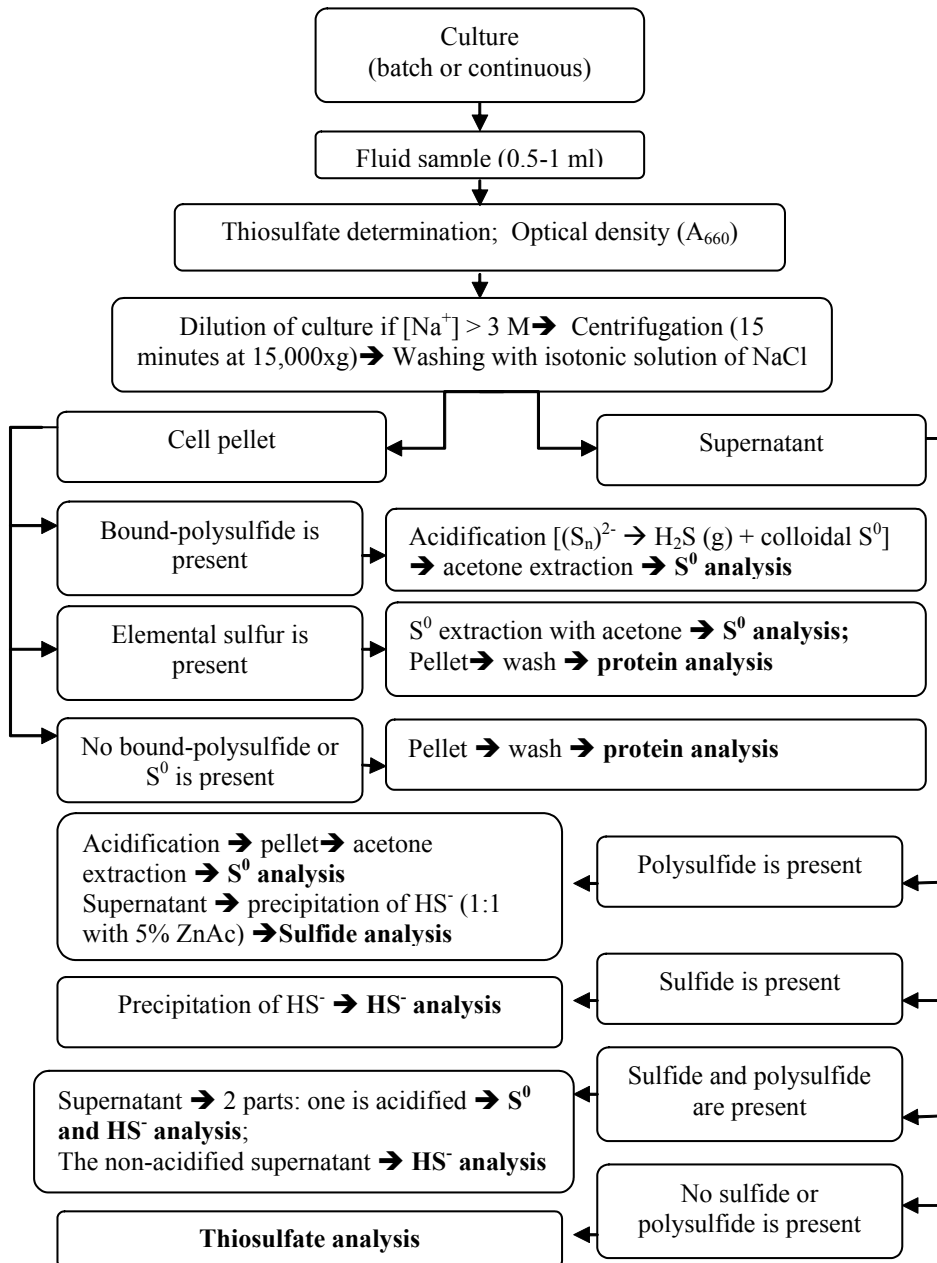 Culture
(batch or continuous)
Fluid sample (0.5-1 ml)
Thiosulfate determination;  Optical density (A₆₆₀)
Dilution of culture if [Na⁺] > 3 M➔ Centrifugation (15
minutes at 15,000xg)➔ Washing with isotonic solution of NaCl
Cell pellet
Supernatant
Bound-polysulfide is
present
Acidification [(Sₙ)²⁻ → H₂S (g) + colloidal S⁰]
➔ acetone extraction ➔ S⁰ analysis
Elemental sulfur is
present
S⁰ extraction with acetone ➔ S⁰ analysis;
Pellet➔ wash ➔ protein analysis
No bound-polysulfide or
S⁰ is present
Pellet ➔ wash ➔ protein analysis
Acidification ➔ pellet➔ acetone
extraction ➔ S⁰ analysis
Supernatant ➔ precipitation of HS⁻ (1:1
with 5% ZnAc) ➔Sulfide analysis
Polysulfide is present
Precipitation of HS⁻ ➔ HS⁻ analysis
Sulfide is present
Supernatant ➔ 2 parts: one is acidified ➔ S⁰
and HS⁻ analysis;
The non-acidified supernatant ➔ HS⁻ analysis
Sulfide and polysulfide
are present
Thiosulfate analysis
No sulfide or
polysulfide is present